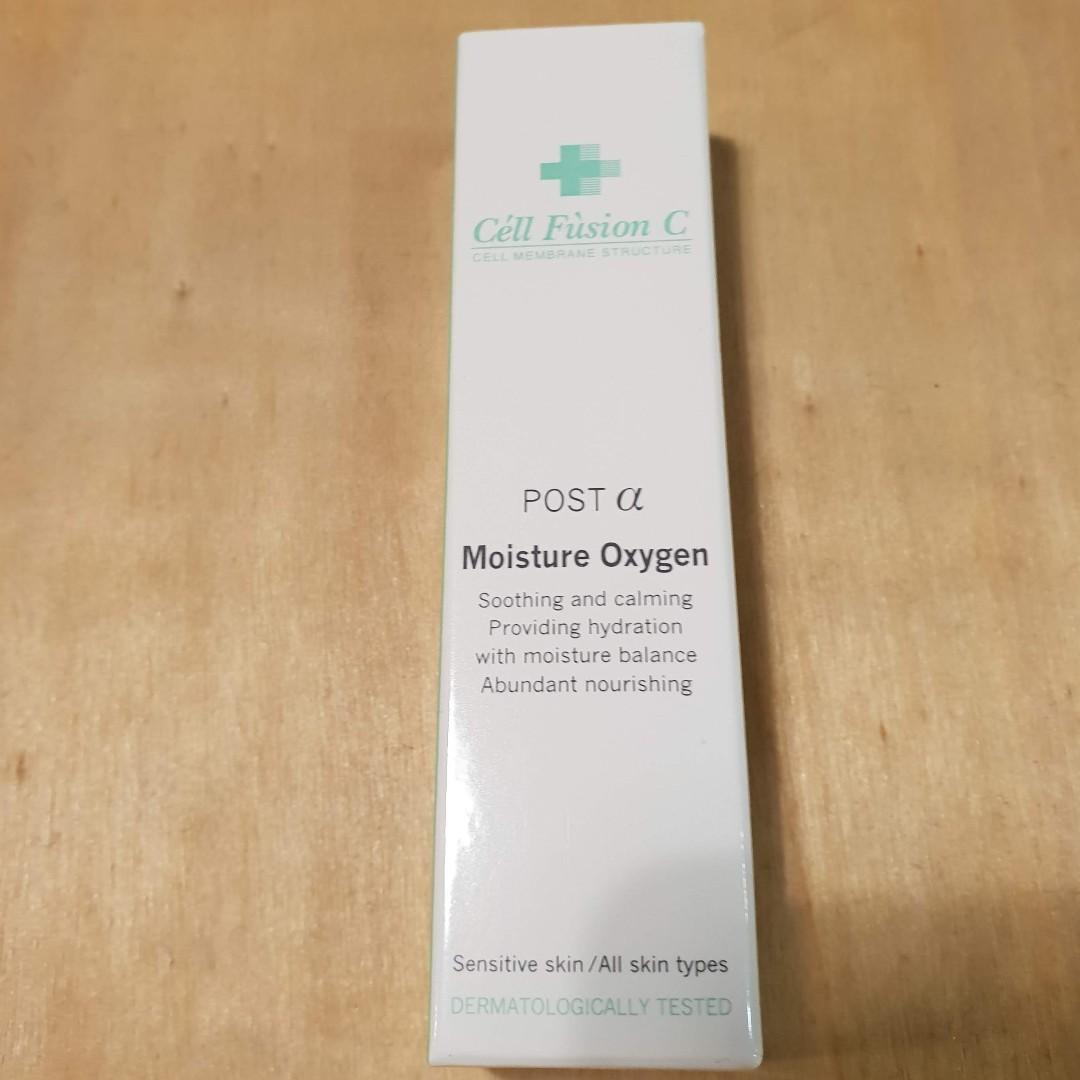 Céll Fùsion C
CELL MEMBRANE STRUCTURE
POST α
Moisture Oxygen
Soothing and calming
Providing hydration
with moisture balance
Abundant nourishing
Sensitive skin/All skin types
DERMATOLOGICALLY TESTED